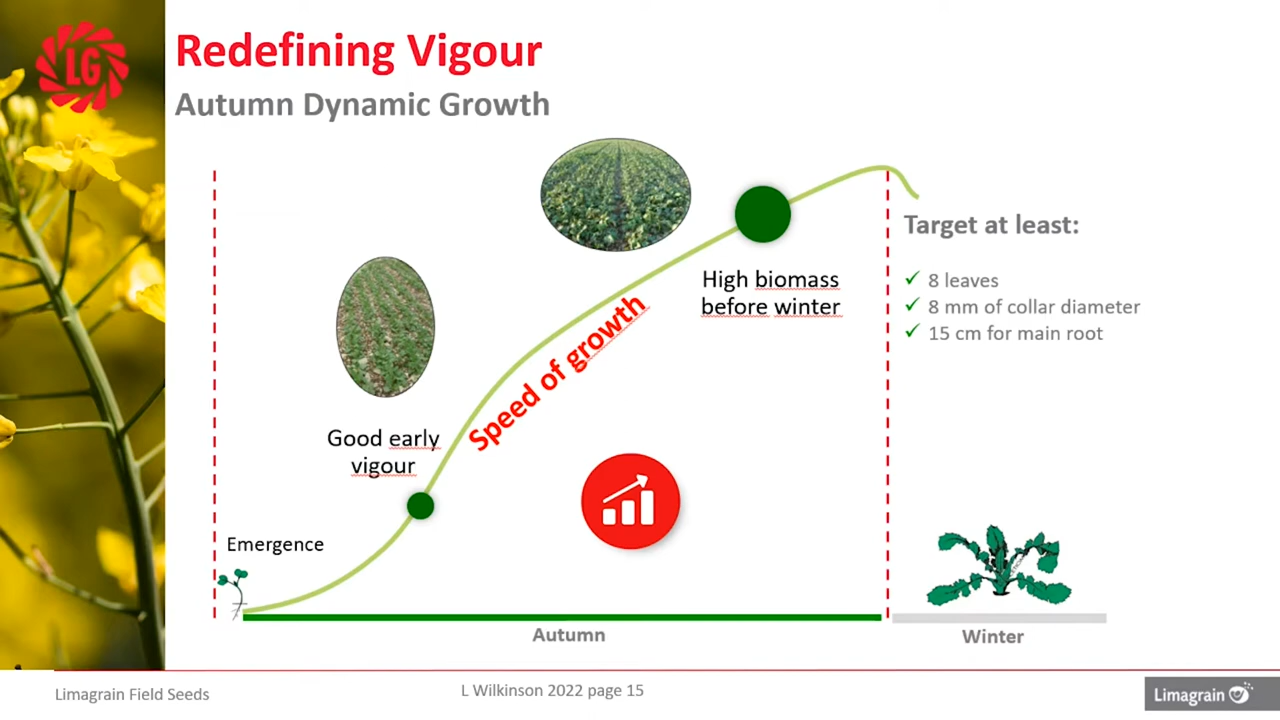 LG
Redefining Vigour
Autumn Dynamic Growth
Target at least:
✓ 8 leaves
✓ 8 mm of collar diameter
✓ 15 cm for main root
High biomass
before winter
Speed of growth
Good early
vigour
Emergence
Autumn
Winter
Limagrain Field Seeds
L Wilkinson 2022 page 15
Limagrain